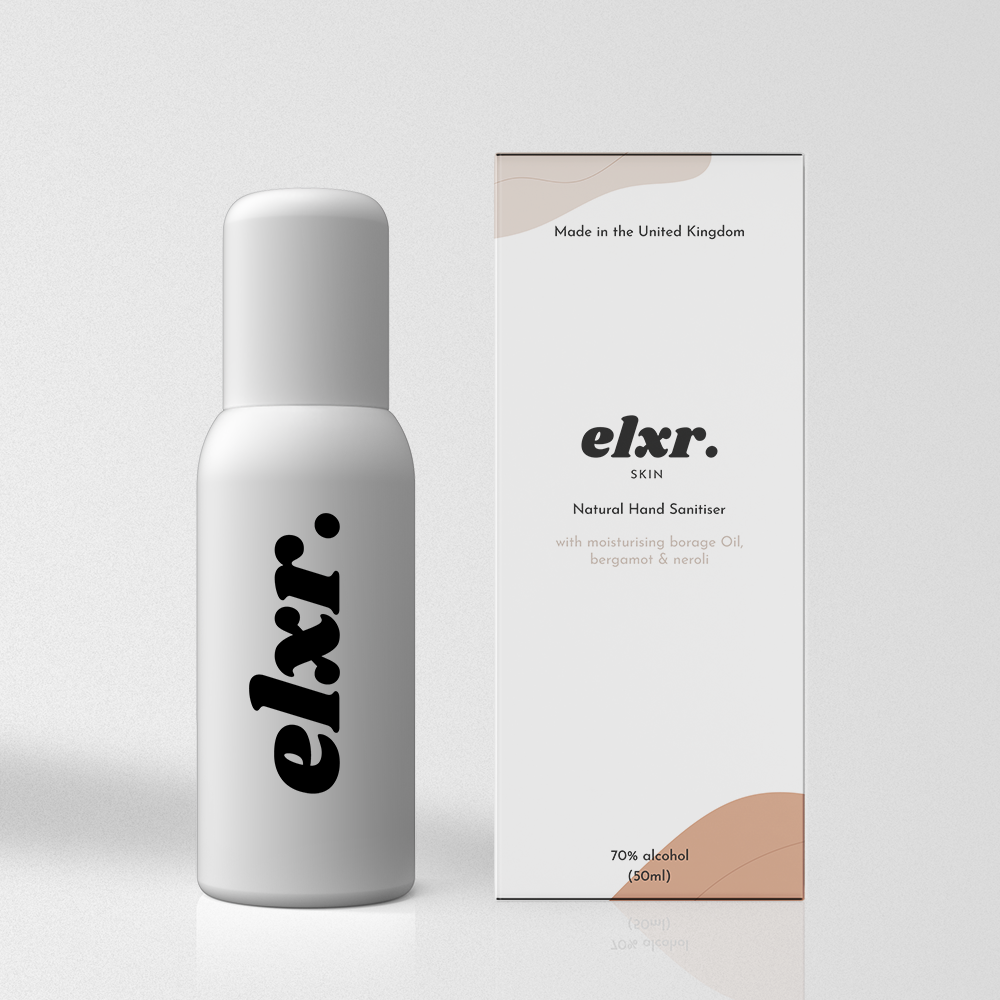 elxr.
Made in the United Kingdom
elxr.
SKIN
Natural Hand Sanitiser
with moisturising borage Oil,
bergamot & neroli
70% alcohol
(50ml)